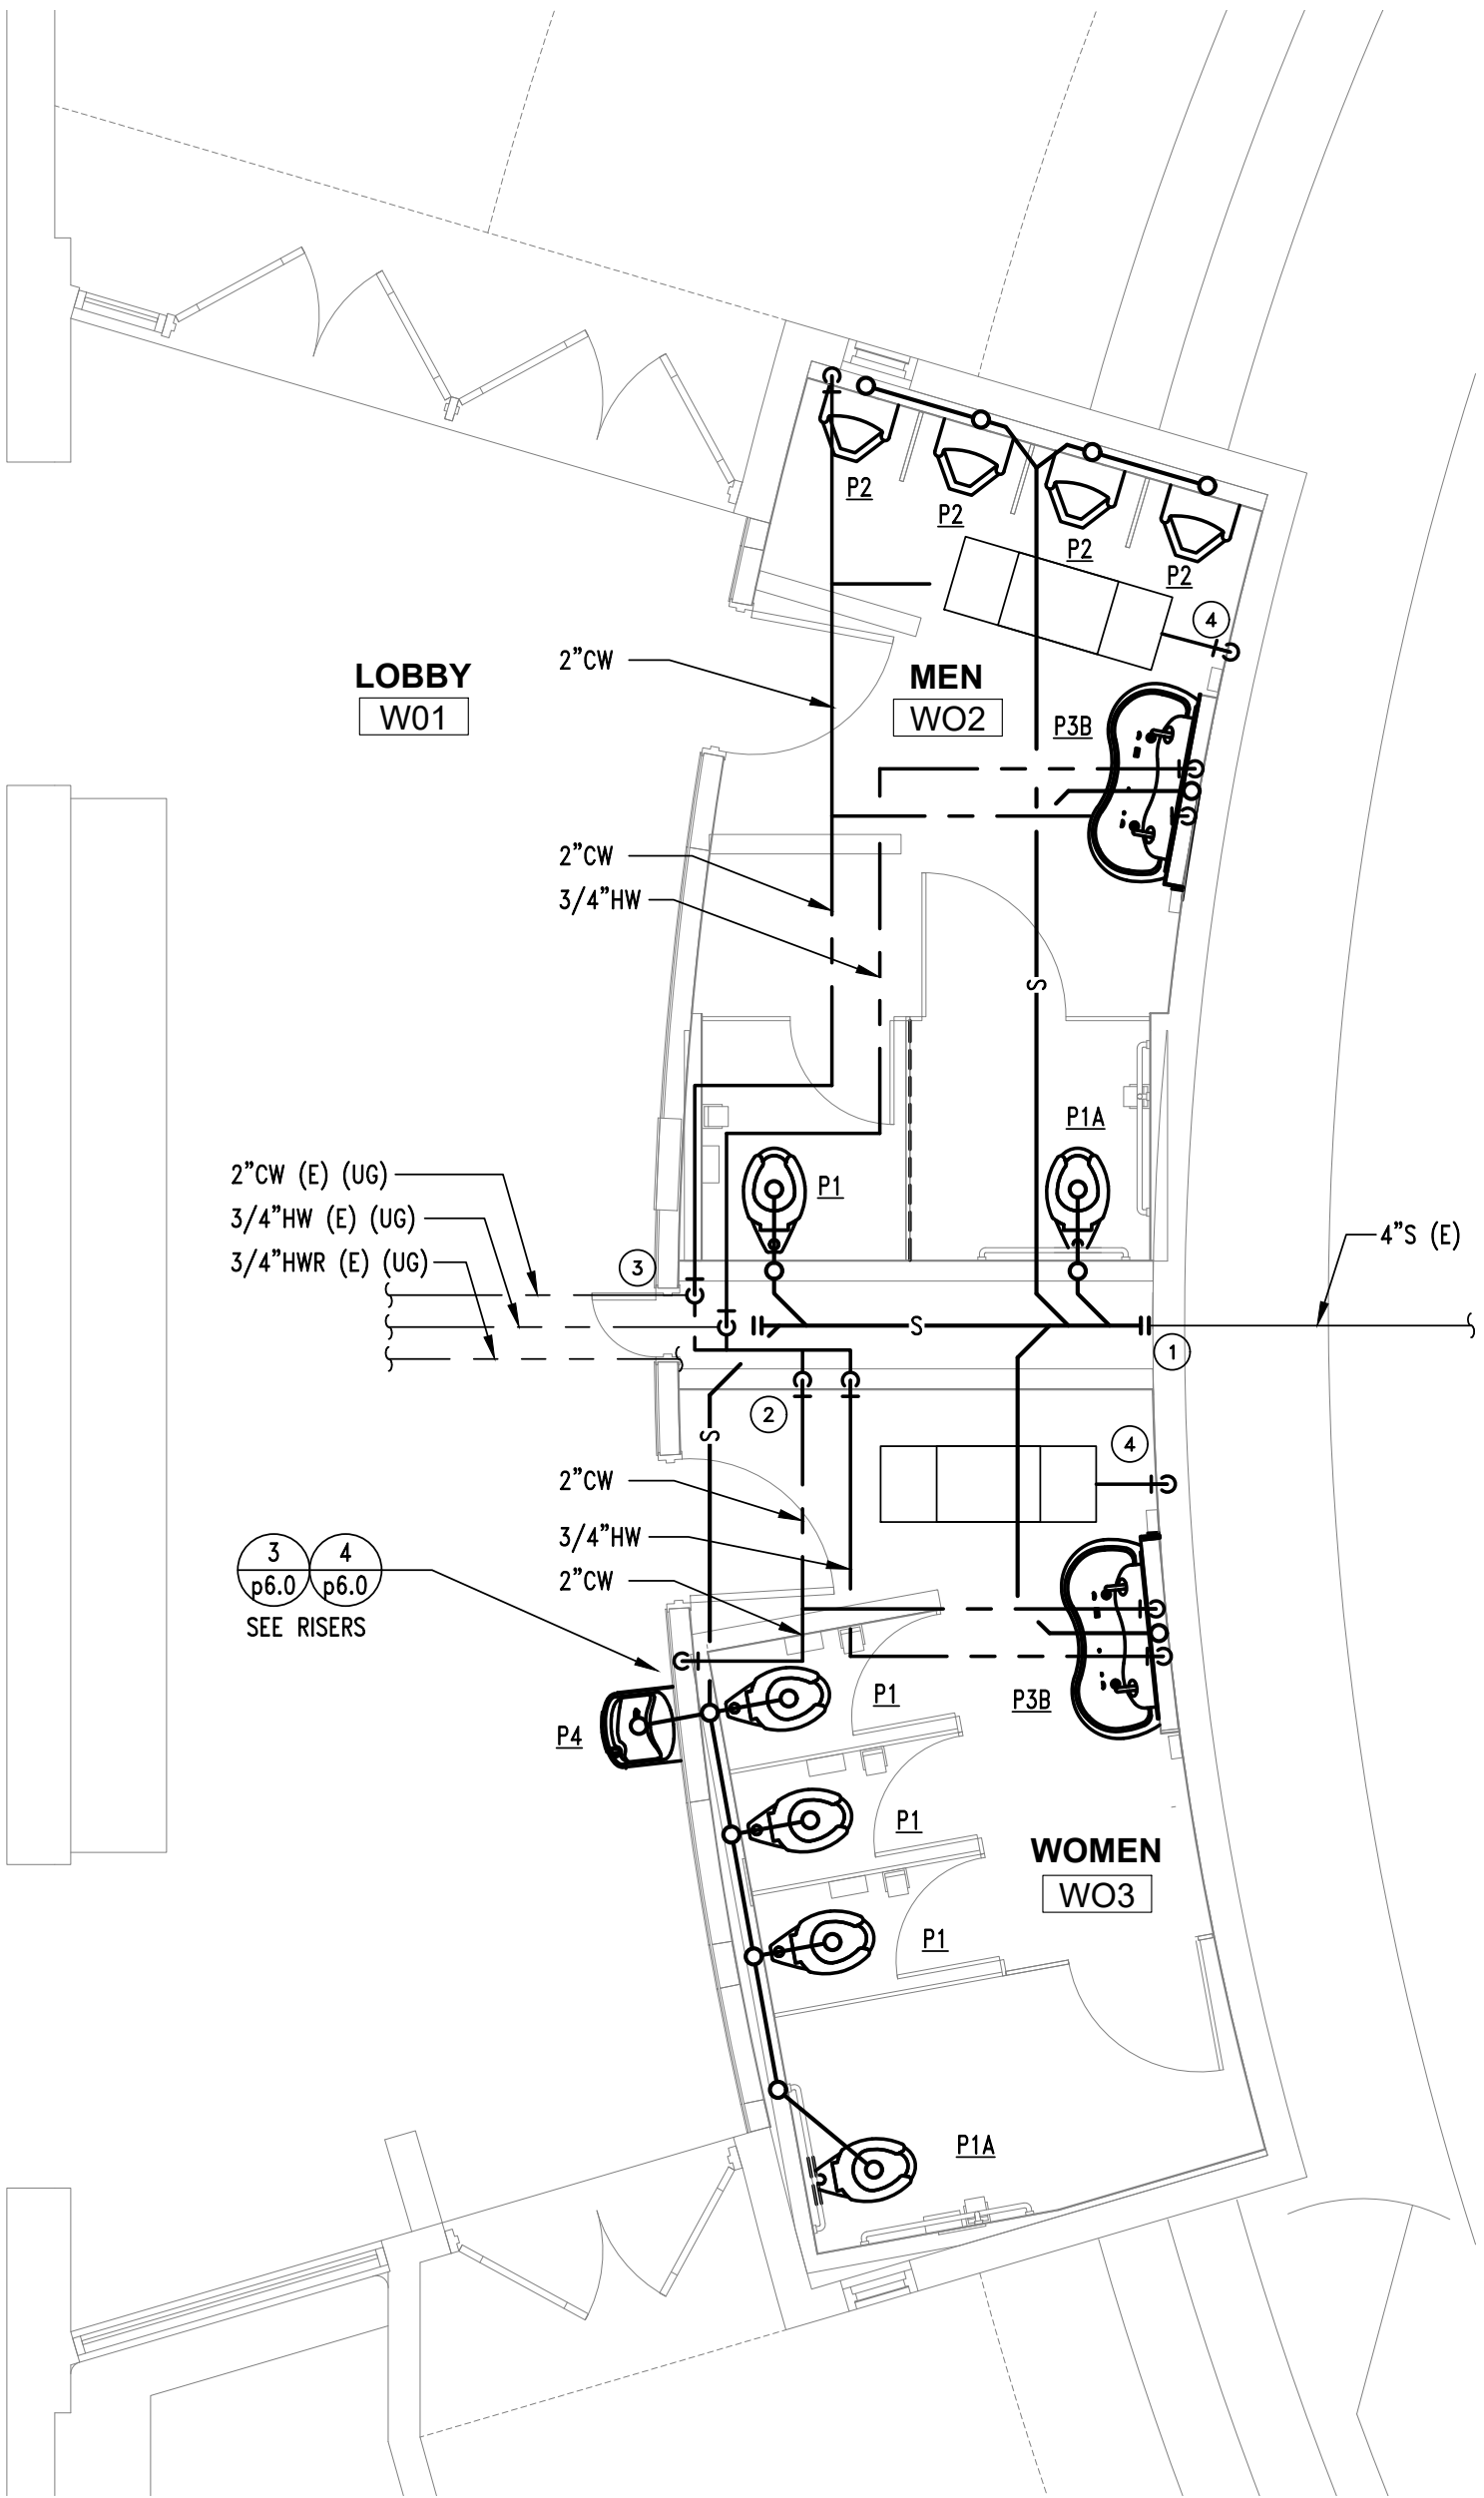 P2
P2
P2
P2
4
2"CW
LOBBY
W01
MEN
WO2
P3B
2"CW
3/4"HW
S
P1A
2"CW (E) (UG)
P1
3/4"HW (E) (UG)
3/4"HWR (E) (UG)
4"S (E)
3
S
1
2
S
4
2"CW
3/4"HW
2"CW
3
p6.0
4
p6.0
SEE RISERS
P1
P3B
P4
P1
WOMEN
WO3
P1
P1A